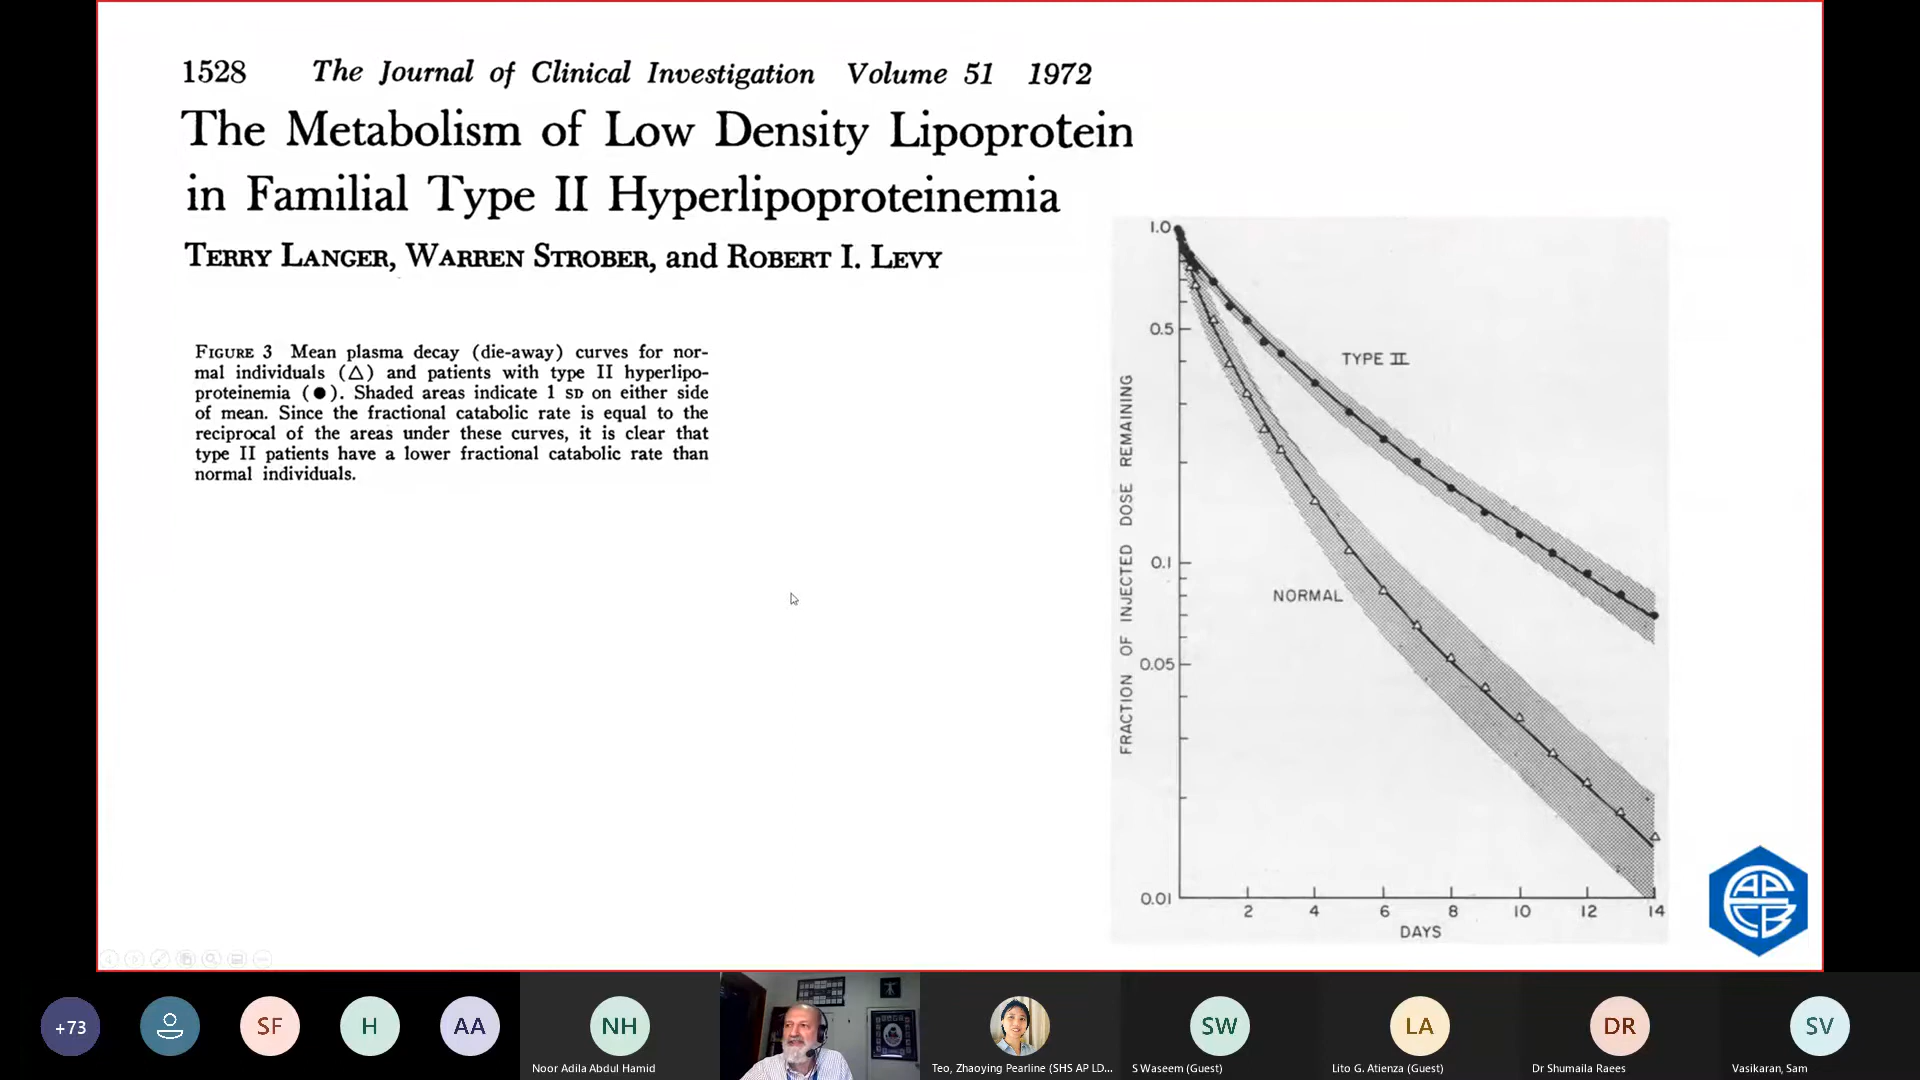 1528 The Journal of Clinical Investigation Volume 51 1972
The Metabolism of Low Density Lipoprotein
in Familial Type II Hyperlipoproteinemia
TERRY LANGER, WARREN STROBER, and ROBERT I. LEVY
FIGURE 3 Mean plasma decay (die-away) curves for nor-
mal individuals (△) and patients with type II hyperlipo-
proteinemia (●). Shaded areas indicate 1 SD on either side
of mean. Since the fractional catabolic rate is equal to the
reciprocal of the areas under these curves, it is clear that
type II patients have a lower fractional catabolic rate than
normal individuals.
FRACTION OF INJECTED DOSE REMAINING
1.0
0.5
0.1
0.05
0.01
TYPE II
NORMAL
2 4 6 8 10 12 14
DAYS
APFCB
+73
SF
H
AA
NH
Noor Adila Abdul Hamid
Teo, Zhaoying Pearline (SHS AP LD...
SW
S Waseem (Guest)
LA
Lito G. Atienza (Guest)
DR
Dr Shumaila Raees
SV
Vasikaran, Sam